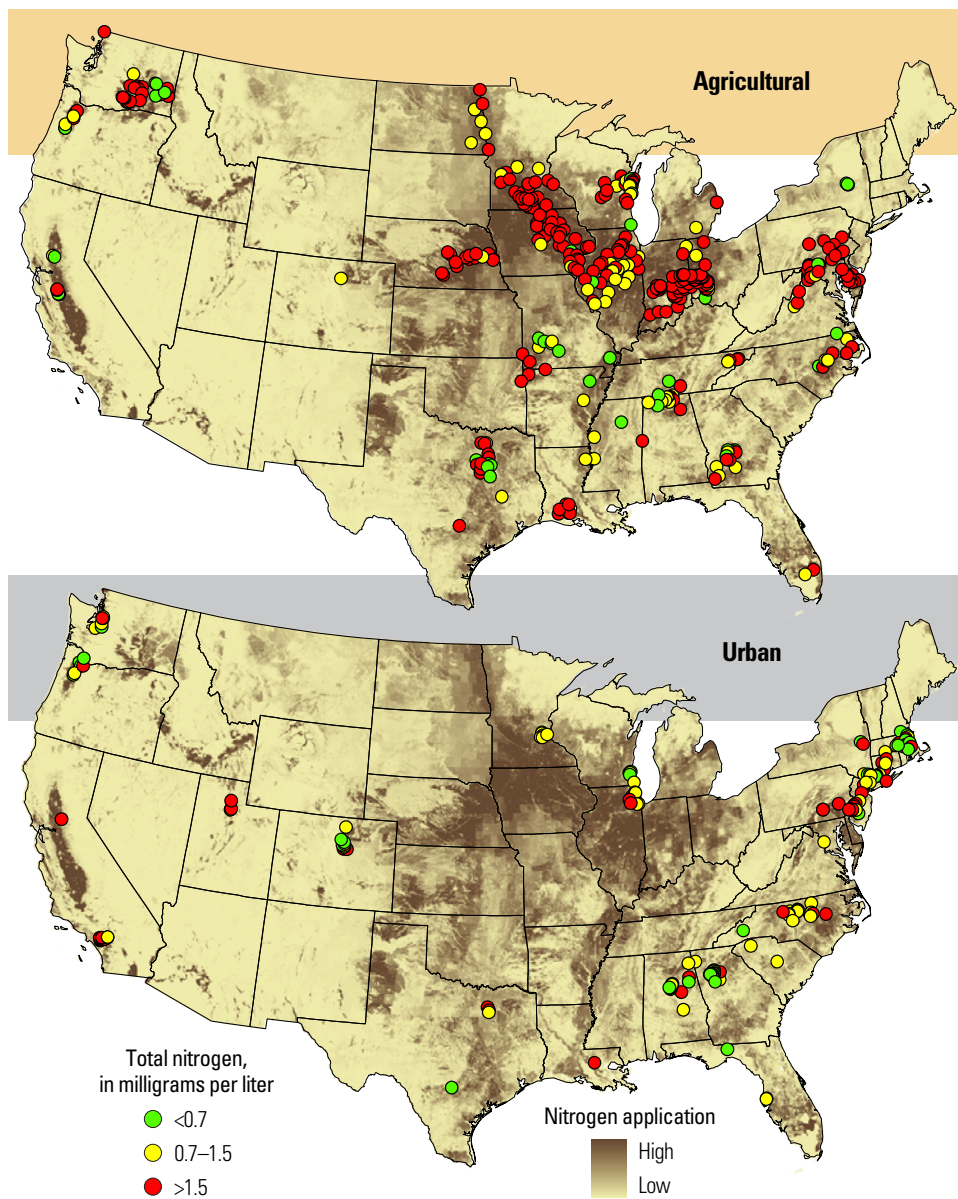 Agricultural
Urban
Total nitrogen,
in milligrams per liter
<0.7
0.7–1.5
>1.5
Nitrogen application
High
Low